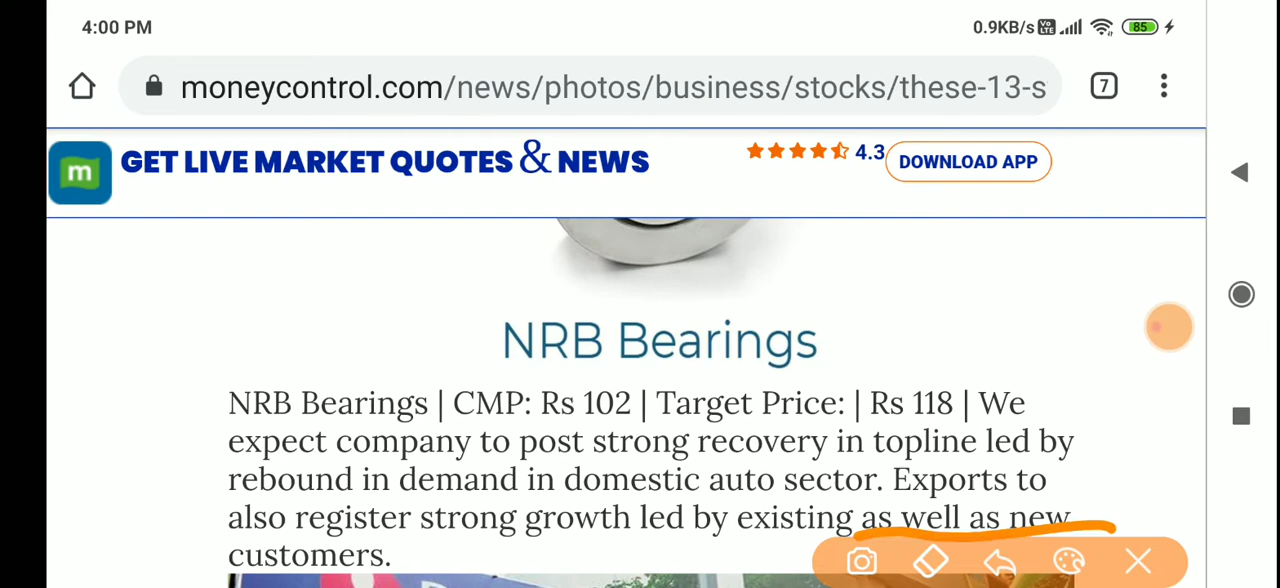 4:00 PM
0.9KB/s Vo LTE 85
moneycontrol.com/news/photos/business/stocks/these-13-s
7
m
GET LIVE MARKET QUOTES & NEWS
4.3
DOWNLOAD APP
NRB Bearings
NRB Bearings | CMP: Rs 102 | Target Price: | Rs 118 | We
expect company to post strong recovery in topline led by
rebound in demand in domestic auto sector. Exports to
also register strong growth led by existing as well as new
customers.